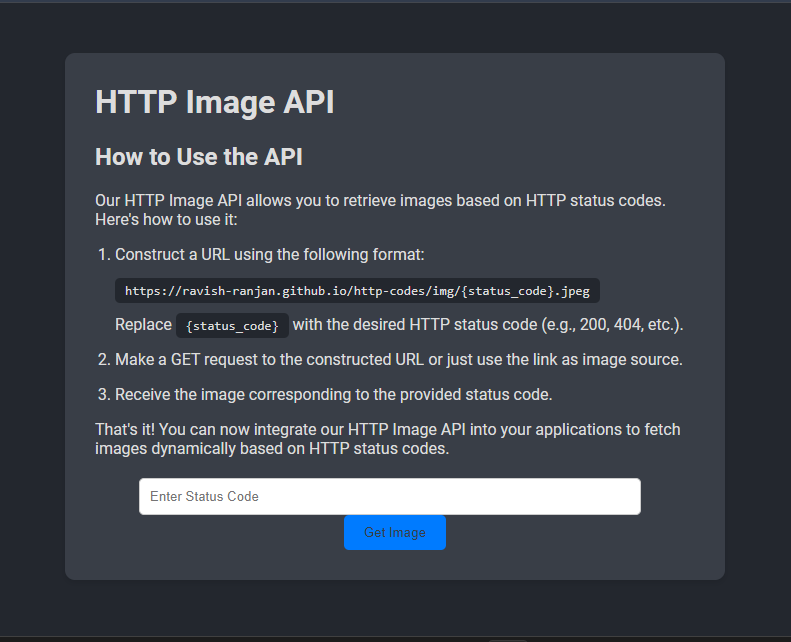 HTTP Image API
How to Use the API
Our HTTP Image API allows you to retrieve images based on HTTP status codes.
Here's how to use it:
1. Construct a URL using the following format:
https://ravish-ranjan.github.io/http-codes/img/{status_code}.jpeg
Replace {status_code} with the desired HTTP status code (e.g., 200, 404, etc.).
2. Make a GET request to the constructed URL or just use the link as image source.
3. Receive the image corresponding to the provided status code.
That's it! You can now integrate our HTTP Image API into your applications to fetch
images dynamically based on HTTP status codes.
Enter Status Code
Get Image